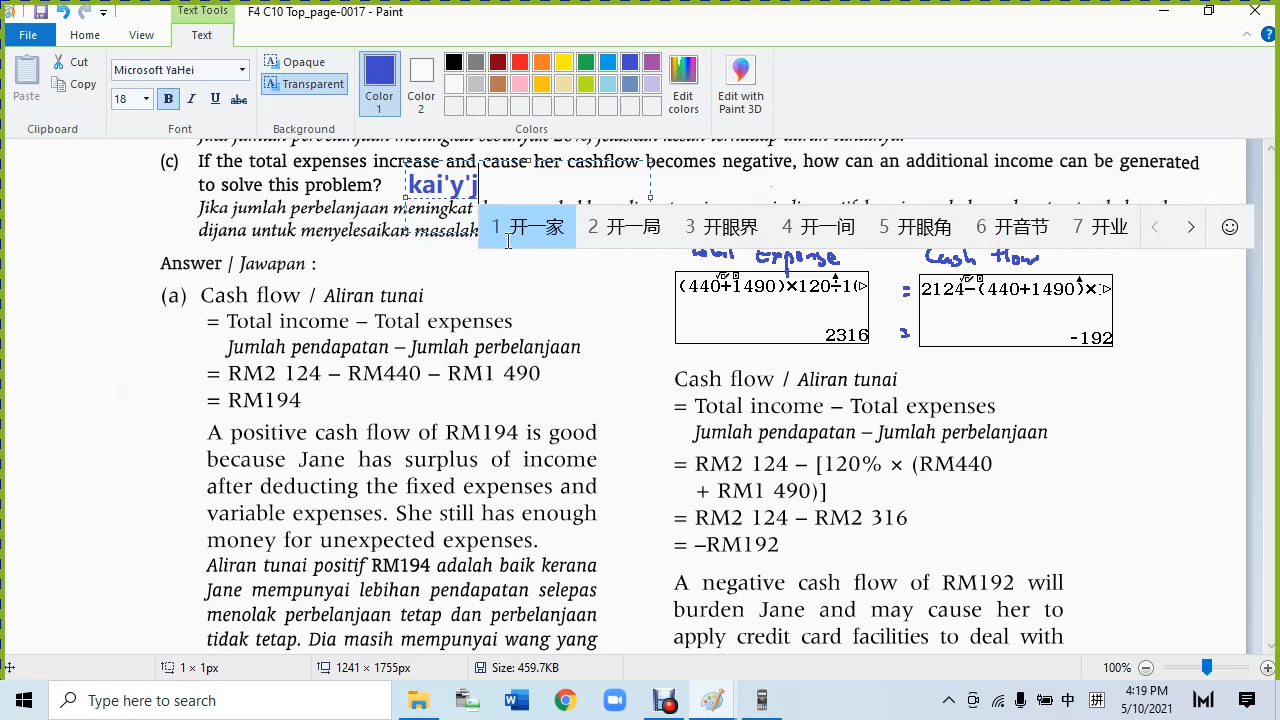 Text Tools
F4 C10 Top_page-0017 - Paint
File
Home
View
Text
Paste
Cut
Copy
Clipboard
Microsoft YaHei
18
B
I
U
abc
Font
Opaque
Transparent
Background
Color
1
Color
2
Edit
colors
Edit with
Paint 3D
Colors
(c) If the total expenses increase and cause her cashflow becomes negative, how can an additional income can be generated
to solve this problem? kai'y'j
Jika jumlah perbelanjaan meningkat
dijana untuk menyelesaikan masalah
1 开一家 2 开一局 3 开眼界 4 开一间 5 开眼角 6 开音节 7 开业
Answer / Jawapan :
(a) Cash flow / Aliran tunai
= Total income – Total expenses
Jumlah pendapatan – Jumlah perbelanjaan
= RM2 124 – RM440 – RM1 490
= RM194
A positive cash flow of RM194 is good
because Jane has surplus of income
after deducting the fixed expenses and
variable expenses. She still has enough
money for unexpected expenses.
Aliran tunai positif RM194 adalah baik kerana
Jane mempunyai lebihan pendapatan selepas
menolak perbelanjaan tetap dan perbelanjaan
tidak tetap. Dia masih mempunyai wang yang
Expense
Cash flow
(440+1490)×120÷1
2316
= 2124-(440+1490)×
= -192
Cash flow / Aliran tunai
= Total income – Total expenses
Jumlah pendapatan – Jumlah perbelanjaan
= RM2 124 – [120% × (RM440
+ RM1 490)]
= RM2 124 – RM2 316
= –RM192
A negative cash flow of RM192 will
burden Jane and may cause her to
apply credit card facilities to deal with
1 × 1px
1241 × 1755px
Size: 459.7KB
100%
Type here to search
中
拼
4:19 PM
5/10/2021